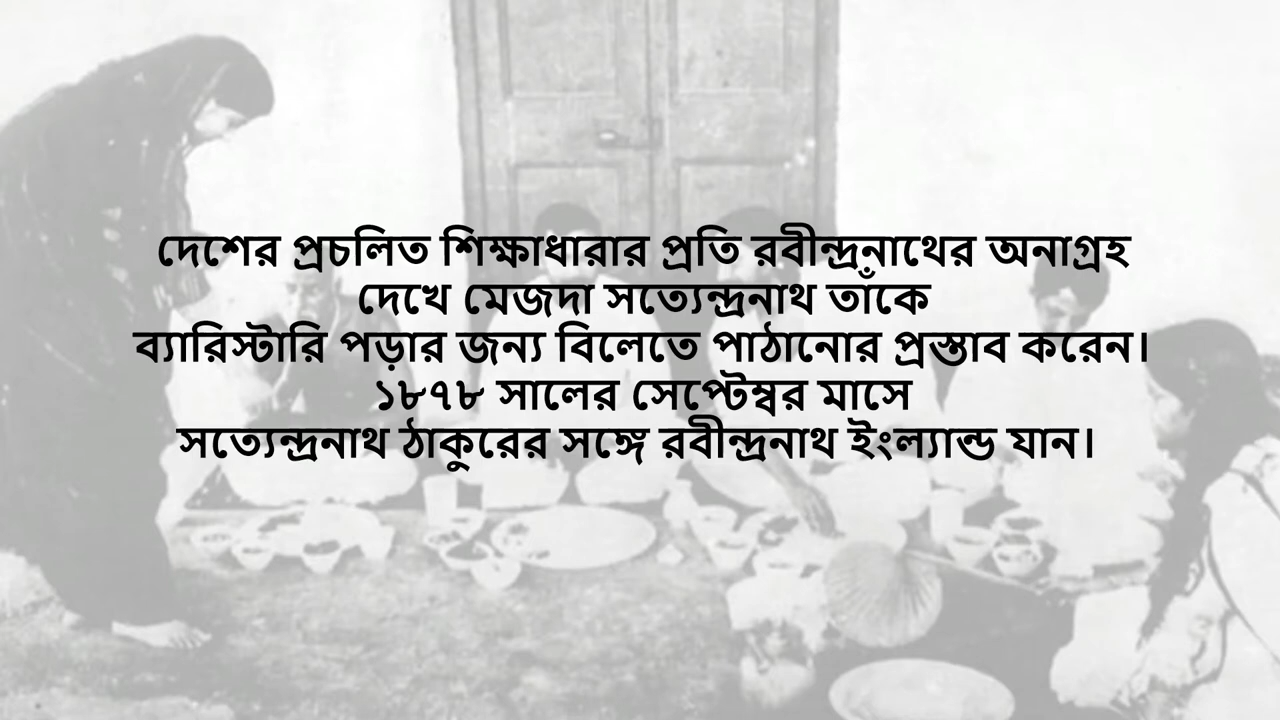 দেশের প্রচলিত শিক্ষাধারার প্রতি রবীন্দ্রনাথের অনাগ্রহ
দেখে মেজদা সত্যেন্দ্রনাথ তাঁকে
ব্যারিস্টারি পড়ার জন্য বিলেতে পাঠানোর প্রস্তাব করেন।
১৮৭৮ সালের সেপ্টেম্বর মাসে
সত্যেন্দ্রনাথ ঠাকুরের সঙ্গে রবীন্দ্রনাথ ইংল্যান্ড যান।